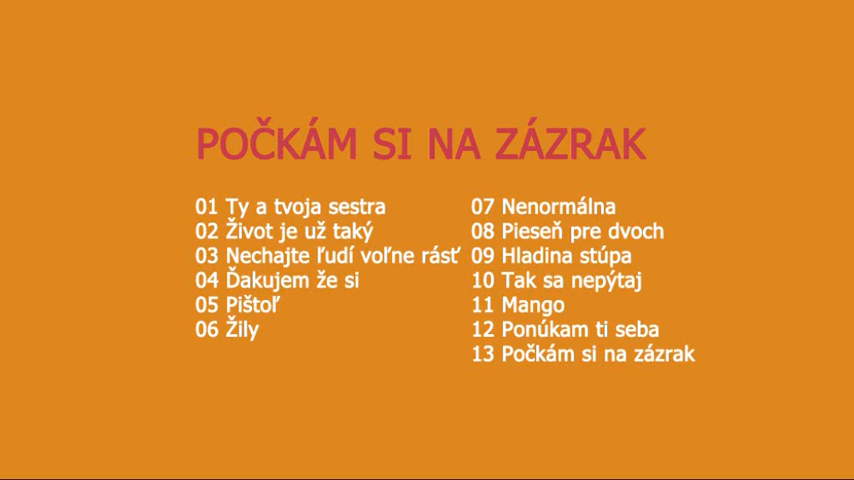 POČKÁM SI NA ZÁZRAK
01 Ty a tvoja sestra
02 Život je už taký
03 Nechajte ľudí voľne rásť
04 Ďakujem že si
05 Pištoľ
06 Žily
07 Nenormálna
08 Pieseň pre dvoch
09 Hladina stúpa
10 Tak sa nepýtaj
11 Mango
12 Ponúkam ti seba
13 Počkám si na zázrak